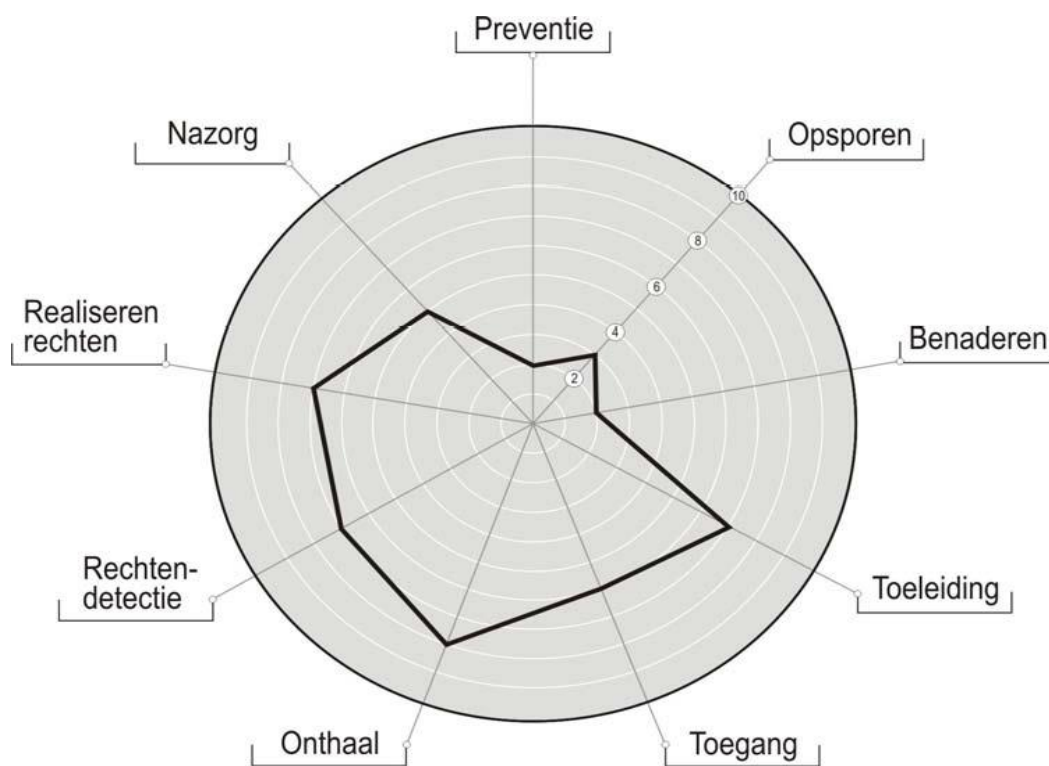 Preventie
Nazorg
Opsporen
10
8
6
4
2
Realiseren
rechten
Benaderen
Rechten-
detectie
Toeleiding
Onthaal
Toegang